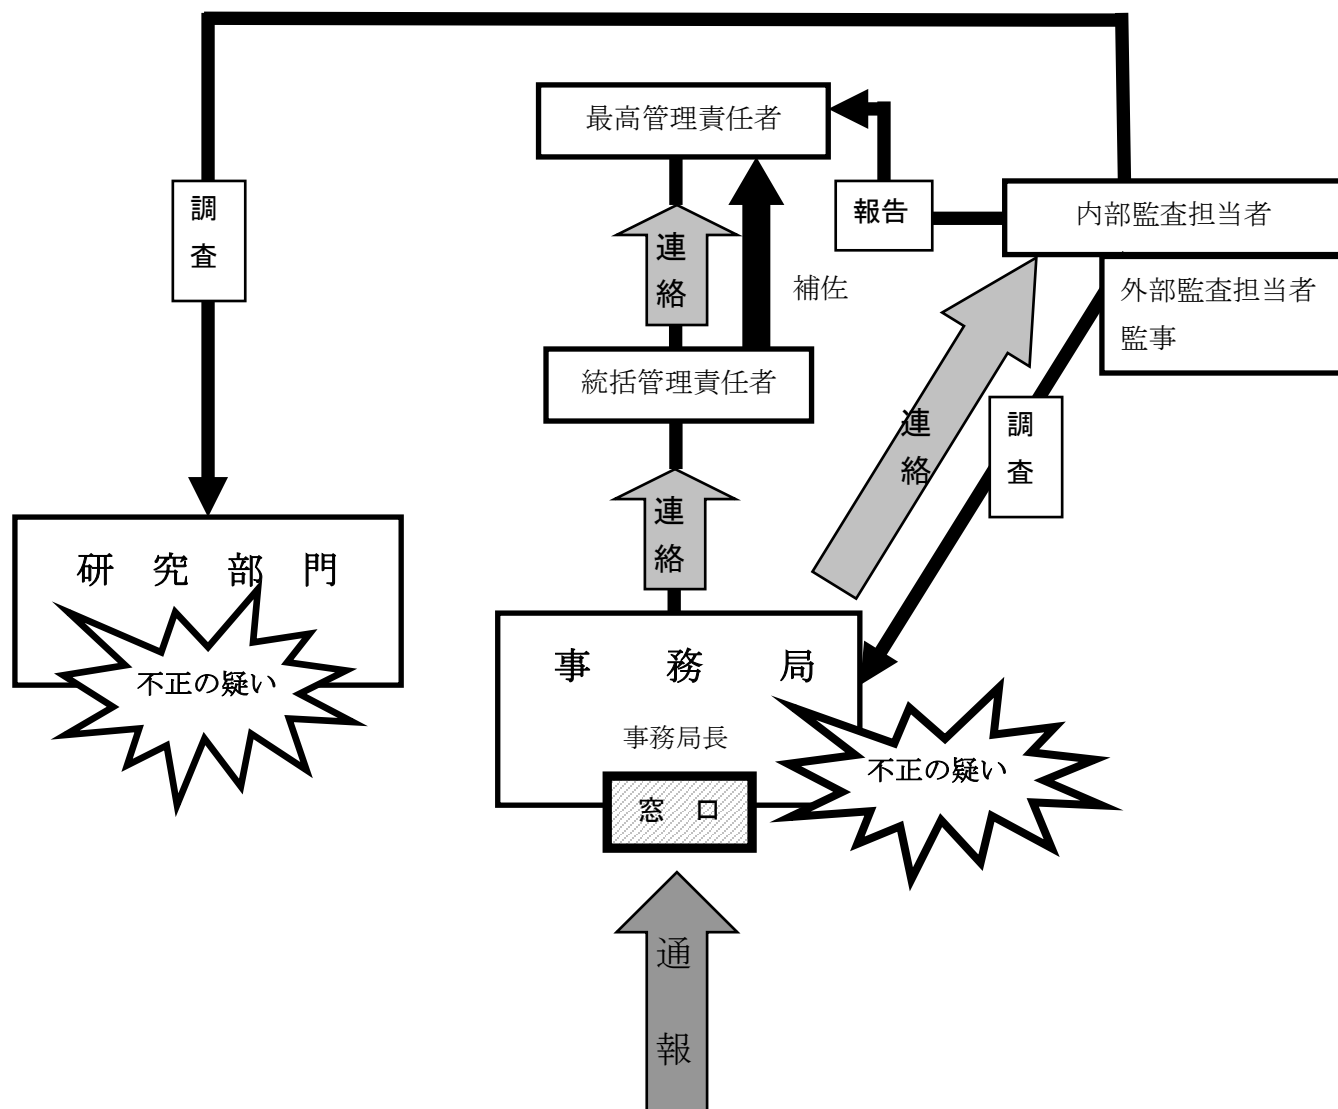 最高管理責任者
調
査
報告
内部監査担当者
連
絡
補佐
外部監査担当者
監事
統括管理責任者
連
絡
調
査
連
絡
研 究 部 門
不正の疑い
事 務 局
事務局長
不正の疑い
窓 口
通
報